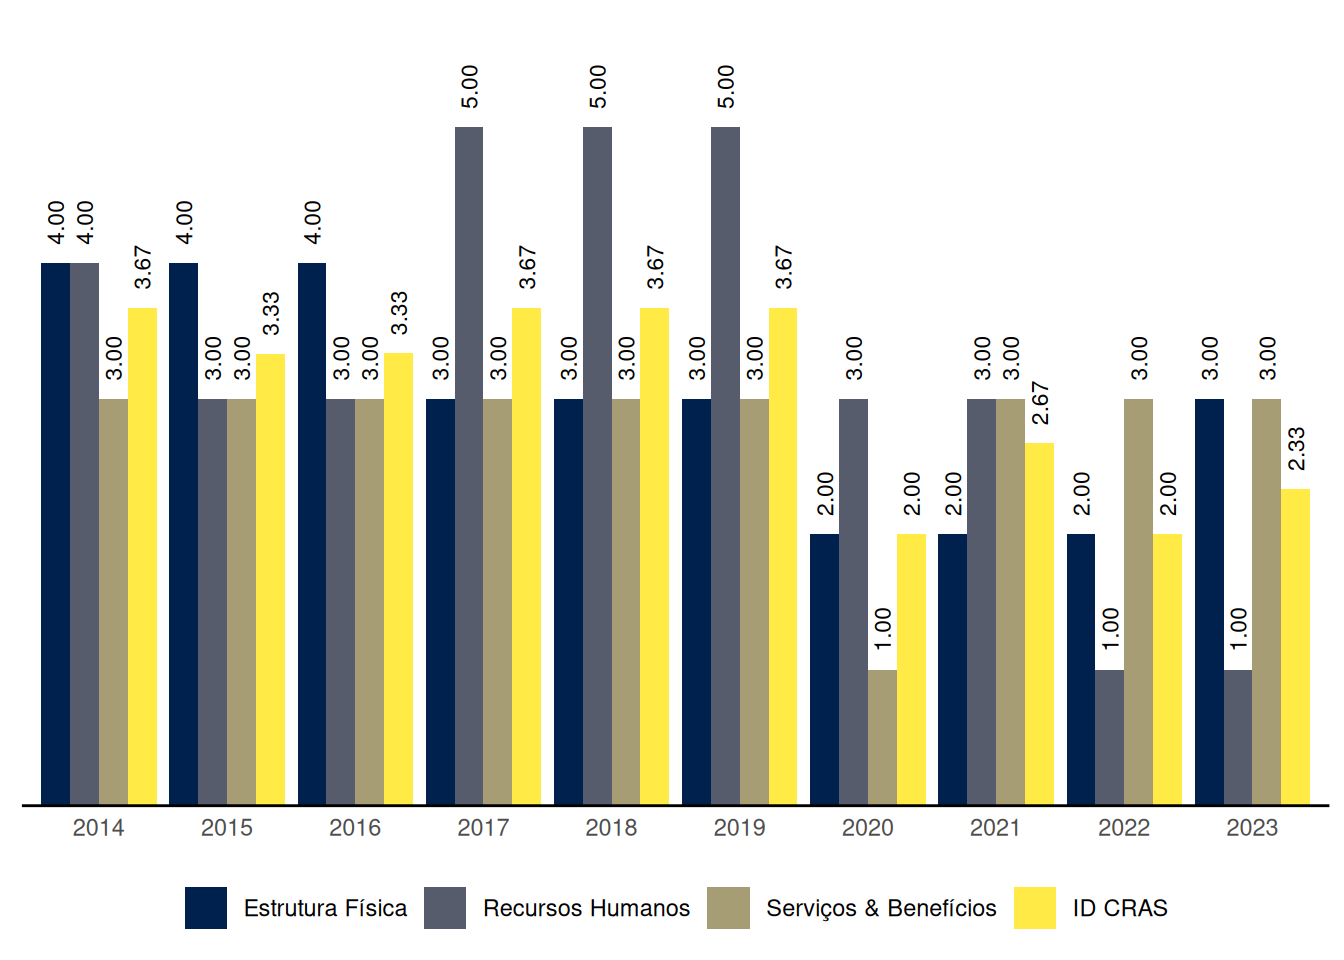 5.00 5.00 5.00
4.00 4.00 4.00 4.00
3.67 3.67 3.67 3.67
3.33 3.33
3.00 3.00 3.00 3.00 3.00 3.00 3.00 3.00 3.00 3.00 3.00 3.00 3.00 3.00 3.00 3.00 3.00
2.67
2.33
2.00 2.00 2.00 2.00 2.00
1.00 1.00 1.00
2014 2015 2016 2017 2018 2019 2020 2021 2022 2023
Estrutura Física Recursos Humanos Serviços & Benefícios ID CRAS